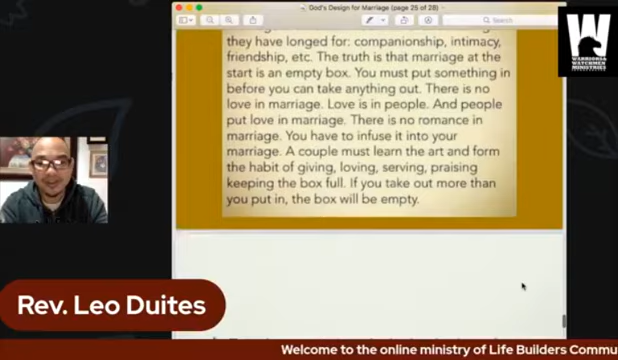 God's Design for Marriage (page 25 of 28)
Search
they have longed for: companionship, intimacy,
friendship, etc. The truth is that marriage at the
start is an empty box. You must put something in
before you can take anything out. There is no
love in marriage. Love is in people. And people
put love in marriage. There is no romance in
marriage. You have to infuse it into your
marriage. A couple must learn the art and form
the habit of giving, loving, serving, praising
keeping the box full. If you take out more than
you put in, the box will be empty.
WARRIORS &
WATCHMEN
MINISTRIES
Rev. Leo Duites
Welcome to the online ministry of Life Builders Commu